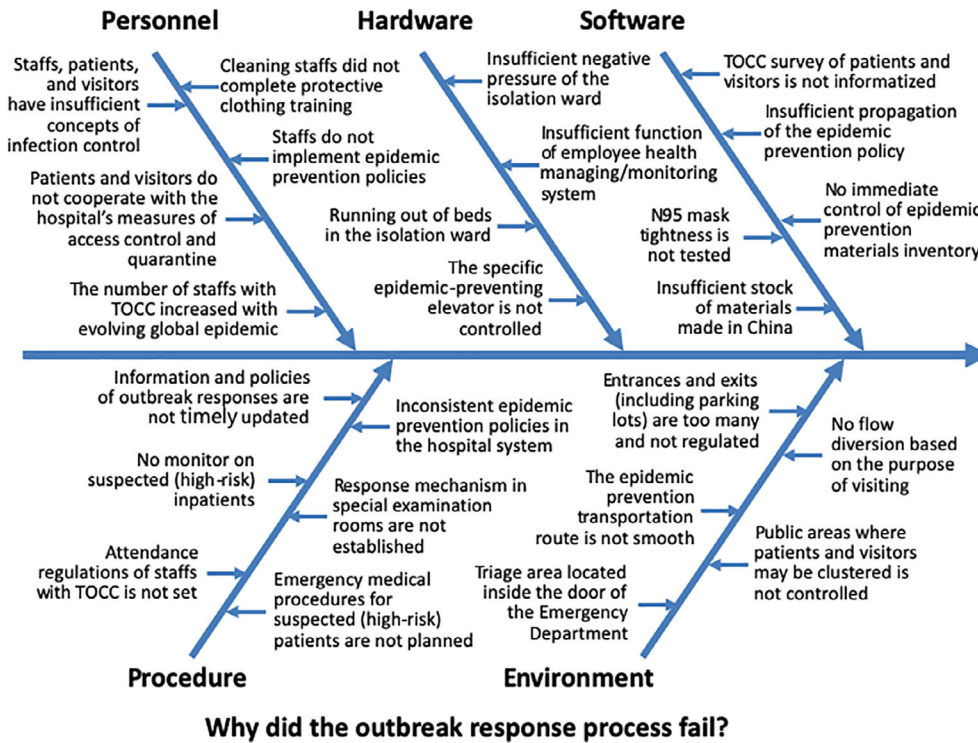 Personnel
Hardware
Software
Staffs, patients,
and visitors
have insufficient
concepts of
infection control
Cleaning staffs did not
complete protective
clothing training
Staffs do not
implement epidemic
prevention policies
Patients and visitors do
not cooperate with the
hospital's measures of
access control and
quarantine
The number of staffs with
TOCC increased with
evolving global epidemic
Insufficient negative
pressure of the
isolation ward
Insufficient function
of employee health
managing/monitoring
system
Running out of beds
in the isolation ward
The specific
epidemic-preventing
elevator is not
controlled
TOCC survey of patients and
visitors is not informatized
Insufficient propagation
of the epidemic
prevention policy
No immediate
control of epidemic
prevention
materials inventory
N95 mask
tightness is
not tested
Insufficient stock
of materials
made in China
Information and policies
of outbreak responses are
not timely updated
Inconsistent epidemic
prevention policies in
the hospital system
No monitor on
suspected (high-risk)
inpatients
Response mechanism in
special examination
rooms are not
established
Attendance
regulations of staffs
with TOCC is not set
Emergency medical
procedures for
suspected (high-risk)
patients are not planned
Entrances and exits
(including parking
lots) are too many
and not regulated
No flow
diversion based
on the purpose
of visiting
The epidemic
prevention
transportation
route is not smooth
Public areas where
patients and visitors
may be clustered is
not controlled
Triage area located
inside the door of
the Emergency
Department
Procedure
Environment
Why did the outbreak response process fail?